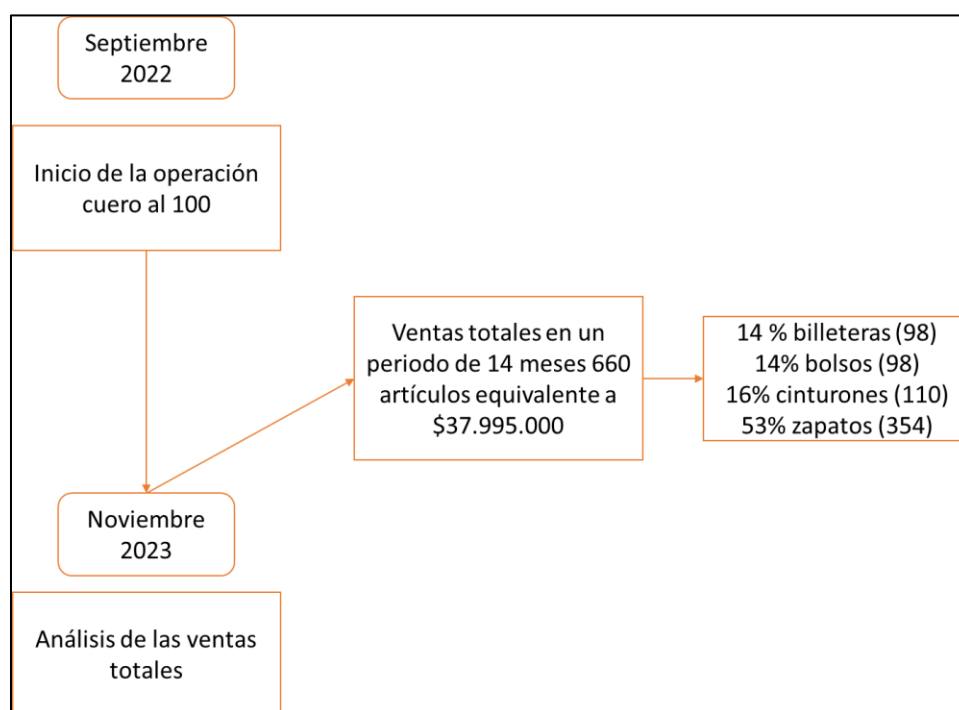 Septiembre
2022
Inicio de la operación
cuero al 100
Ventas totales en un
periodo de 14 meses 660
artículos equivalente a
$37.995.000
14 % billeteras (98)
14% bolsos (98)
16% cinturones (110)
53% zapatos (354)
Noviembre
2023
Análisis de las ventas
totales